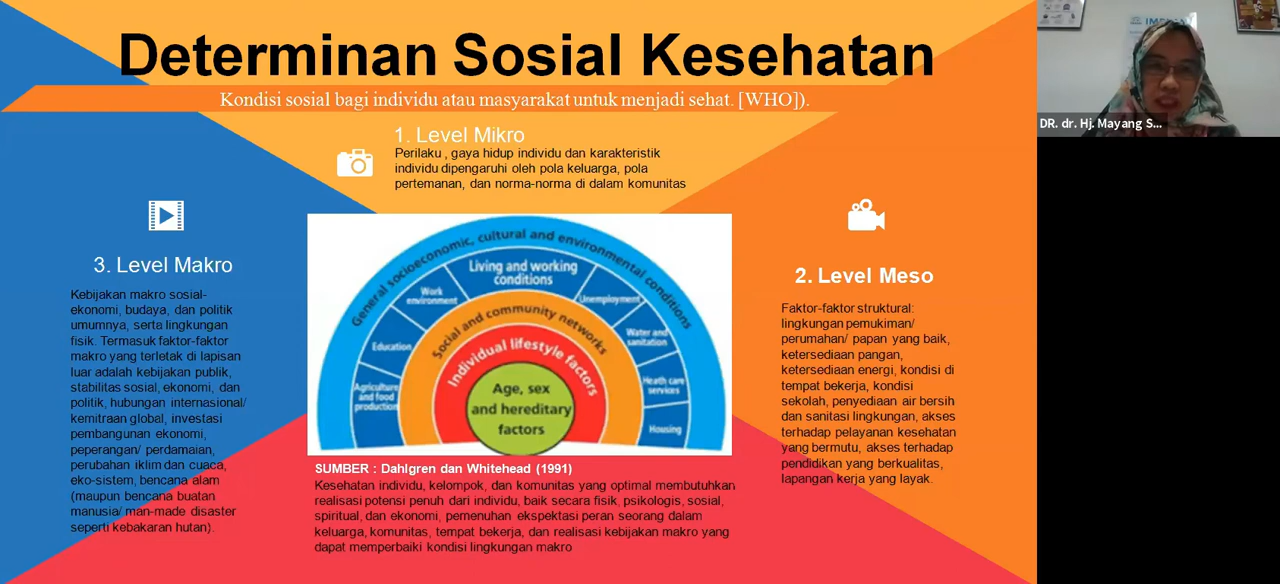 Determinan Sosial Kesehatan
Kondisi sosial bagi individu atau masyarakat untuk menjadi sehat. [WHO]).
1. Level Mikro
Perilaku , gaya hidup individu dan karakteristik
individu dipengaruhi oleh pola keluarga, pola
pertemanan, dan norma-norma di dalam komunitas
3. Level Makro
Kebijakan makro sosial-
ekonomi, budaya, dan politik
umumnya, serta lingkungan
fisik. Termasuk faktor-faktor
makro yang terletak di lapisan
luar adalah kebijakan publik,
stabilitas sosial, ekonomi, dan
politik, hubungan internasional/
kemitraan global, investasi
pembangunan ekonomi,
peperangan/ perdamaian,
perubahan iklim dan cuaca,
eko-sistem, bencana alam
(maupun bencana buatan
manusia/ man-made disaster
seperti kebakaran hutan).
General socioeconomic, cultural and environmental conditions
Living and working
conditions
Work
environment
Unemployment
Education
Water and
sanitation
Agriculture
and food
production
Heath care
services
Housing
Social and community networks
Individual lifestyle factors
Age, sex
and hereditary
factors
SUMBER : Dahlgren dan Whitehead (1991)
Kesehatan individu, kelompok, dan komunitas yang optimal membutuhkan
realisasi potensi penuh dari individu, baik secara fisik, psikologis, sosial,
spiritual, dan ekonomi, pemenuhan ekspektasi peran seorang dalam
keluarga, komunitas, tempat bekerja, dan realisasi kebijakan makro yang
dapat memperbaiki kondisi lingkungan makro
2. Level Meso
Faktor-faktor struktural:
lingkungan pemukiman/
perumahan/ papan yang baik,
ketersediaan pangan,
ketersediaan energi, kondisi di
tempat bekerja, kondisi
sekolah, penyediaan air bersih
dan sanitasi lingkungan, akses
terhadap pelayanan kesehatan
yang bermutu, akses terhadap
pendidikan yang berkualitas,
lapangan kerja yang layak.
DR. dr. Hj. Mayang S...